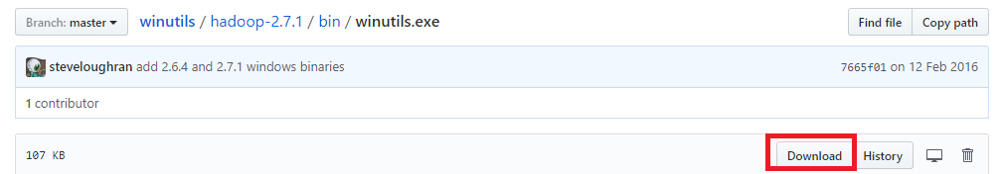 Branch: master winutils / hadoop-2.7.1 / bin / winutils.exe Find file Copy path
steveloughran add 2.6.4 and 2.7.1 windows binaries 7665f01 on 12 Feb 2016
1 contributor
107 KB Download History